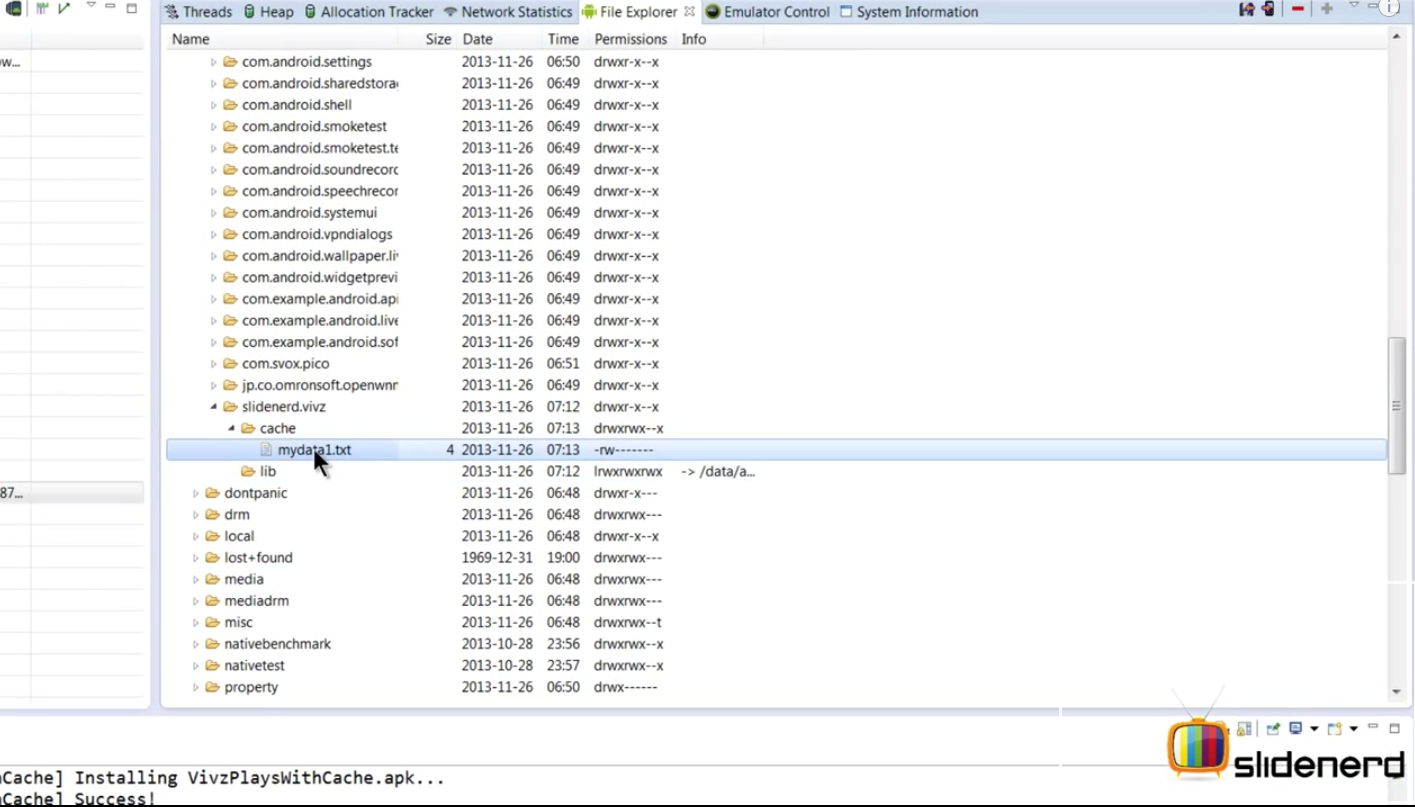 Threads Heap Allocation Tracker Network Statistics File Explorer Emulator Control System Information
Name Size Date Time Permissions Info
ow... com.android.settings 2013-11-26 06:50 drwxr-x--x
com.android.sharedstora 2013-11-26 06:49 drwxr-x--x
com.android.shell 2013-11-26 06:49 drwxr-x--x
com.android.smoketest 2013-11-26 06:49 drwxr-x--x
com.android.smoketest.te 2013-11-26 06:49 drwxr-x--x
com.android.soundrecorc 2013-11-26 06:49 drwxr-x--x
com.android.speechrecor 2013-11-26 06:49 drwxr-x--x
com.android.systemui 2013-11-26 06:49 drwxr-x--x
com.android.vpndialogs 2013-11-26 06:49 drwxr-x--x
com.android.wallpaper.liv 2013-11-26 06:49 drwxr-x--x
com.android.widgetprevi 2013-11-26 06:49 drwxr-x--x
com.example.android.api 2013-11-26 06:49 drwxr-x--x
com.example.android.live 2013-11-26 06:49 drwxr-x--x
com.example.android.sof 2013-11-26 06:49 drwxr-x--x
com.svox.pico 2013-11-26 06:51 drwxr-x--x
jp.co.omronsoft.openwnn 2013-11-26 06:49 drwxr-x--x
slidenerd.vivz 2013-11-26 07:12 drwxr-x--x
cache 2013-11-26 07:13 drwxrwx--x
mydata1.txt 4 2013-11-26 07:13 -rw-------
lib 2013-11-26 07:12 lrwxrwxrwx -> /data/a...
87... dontpanic 2013-11-26 06:48 drwxr-x---
drm 2013-11-26 06:48 drwxrwx---
local 2013-11-26 06:48 drwxr-x--x
lost+found 1969-12-31 19:00 drwxrwx---
media 2013-11-26 06:48 drwxrwx---
mediadrm 2013-11-26 06:48 drwxrwx---
misc 2013-11-26 06:48 drwxrwx--t
nativebenchmark 2013-10-28 23:56 drwxrwx--x
nativetest 2013-10-28 23:57 drwxrwx--x
property 2013-11-26 06:50 drwx------
slidenerd
nCache] Installing VivzPlaysWithCache.apk...
nCache] Success!